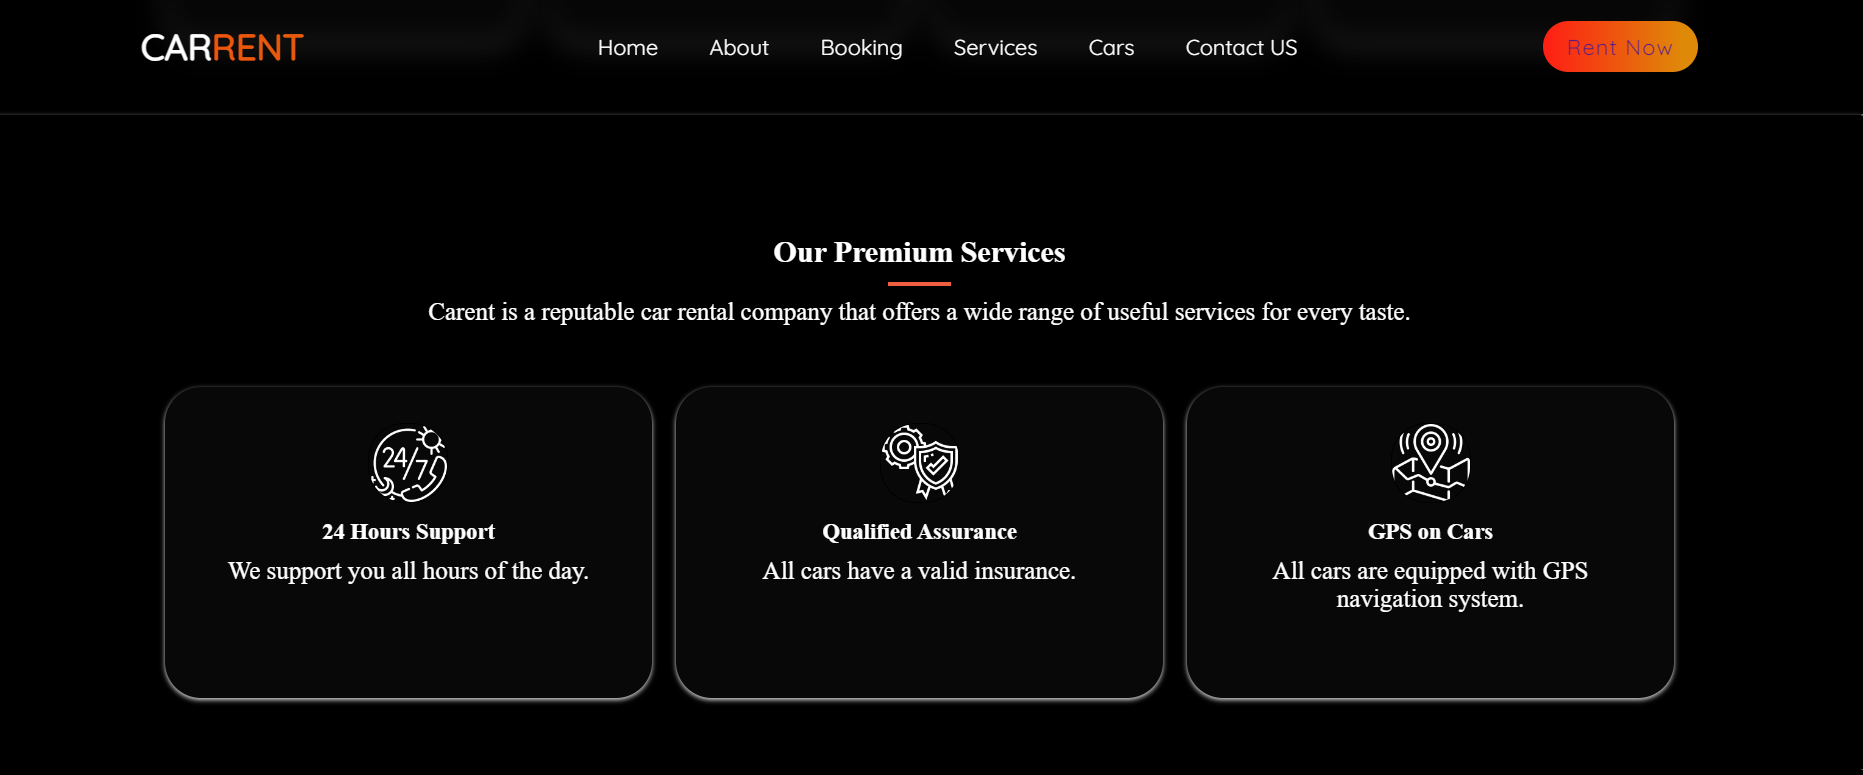 CARRENT
Home
About
Booking
Services
Cars
Contact US
Rent Now
Our Premium Services
Carent is a reputable car rental company that offers a wide range of useful services for every taste.
24/7
24 Hours Support
We support you all hours of the day.
Qualified Assurance
All cars have a valid insurance.
GPS on Cars
All cars are equipped with GPS
navigation system.